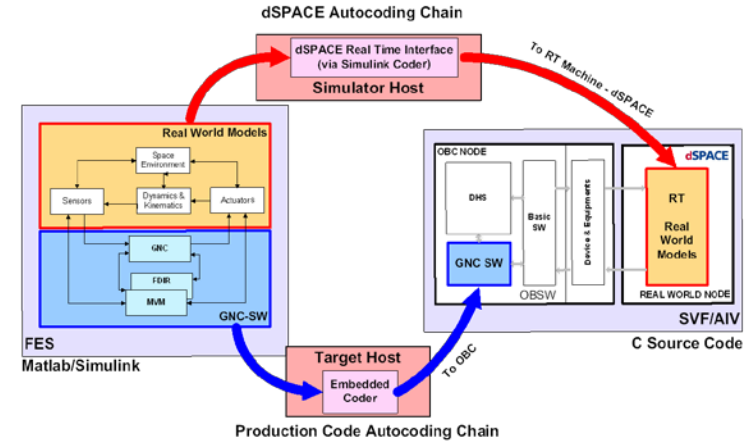 dSPACE Autocoding Chain
dSPACE Real Time Interface
(via Simulink Coder)
Simulator Host
To RT Machine - dSPACE
Real World Models
Space
Environment
Sensors
Dynamics &
Kinematics
Actuators
GNC
FDIR
MVM
GNC-SW
FES
Matlab/Simulink
OBC NODE
DHS
Basic
SW
Device & Equipments
GNC SW
OBSW
dSPACE
RT
Real
World
Models
REAL WORLD NODE
SVF/AIV
C Source Code
Target Host
Embedded
Coder
To OBC
Production Code Autocoding Chain